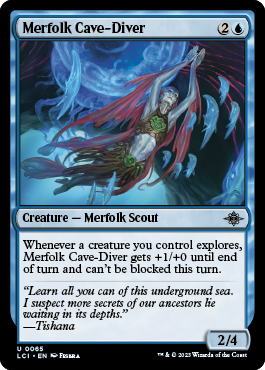 Merfolk Cave-Diver 2
Creature — Merfolk Scout
Whenever a creature you control explores,
Merfolk Cave-Diver gets +1/+0 until end
of turn and can't be blocked this turn.
“Learn all you can of this underground sea.
I suspect more secrets of our ancestors lie
waiting in its depths.”
—Tishana
2/4
U 0065
LCI • EN Fesbra ™ & © 2023 Wizards of the Coast